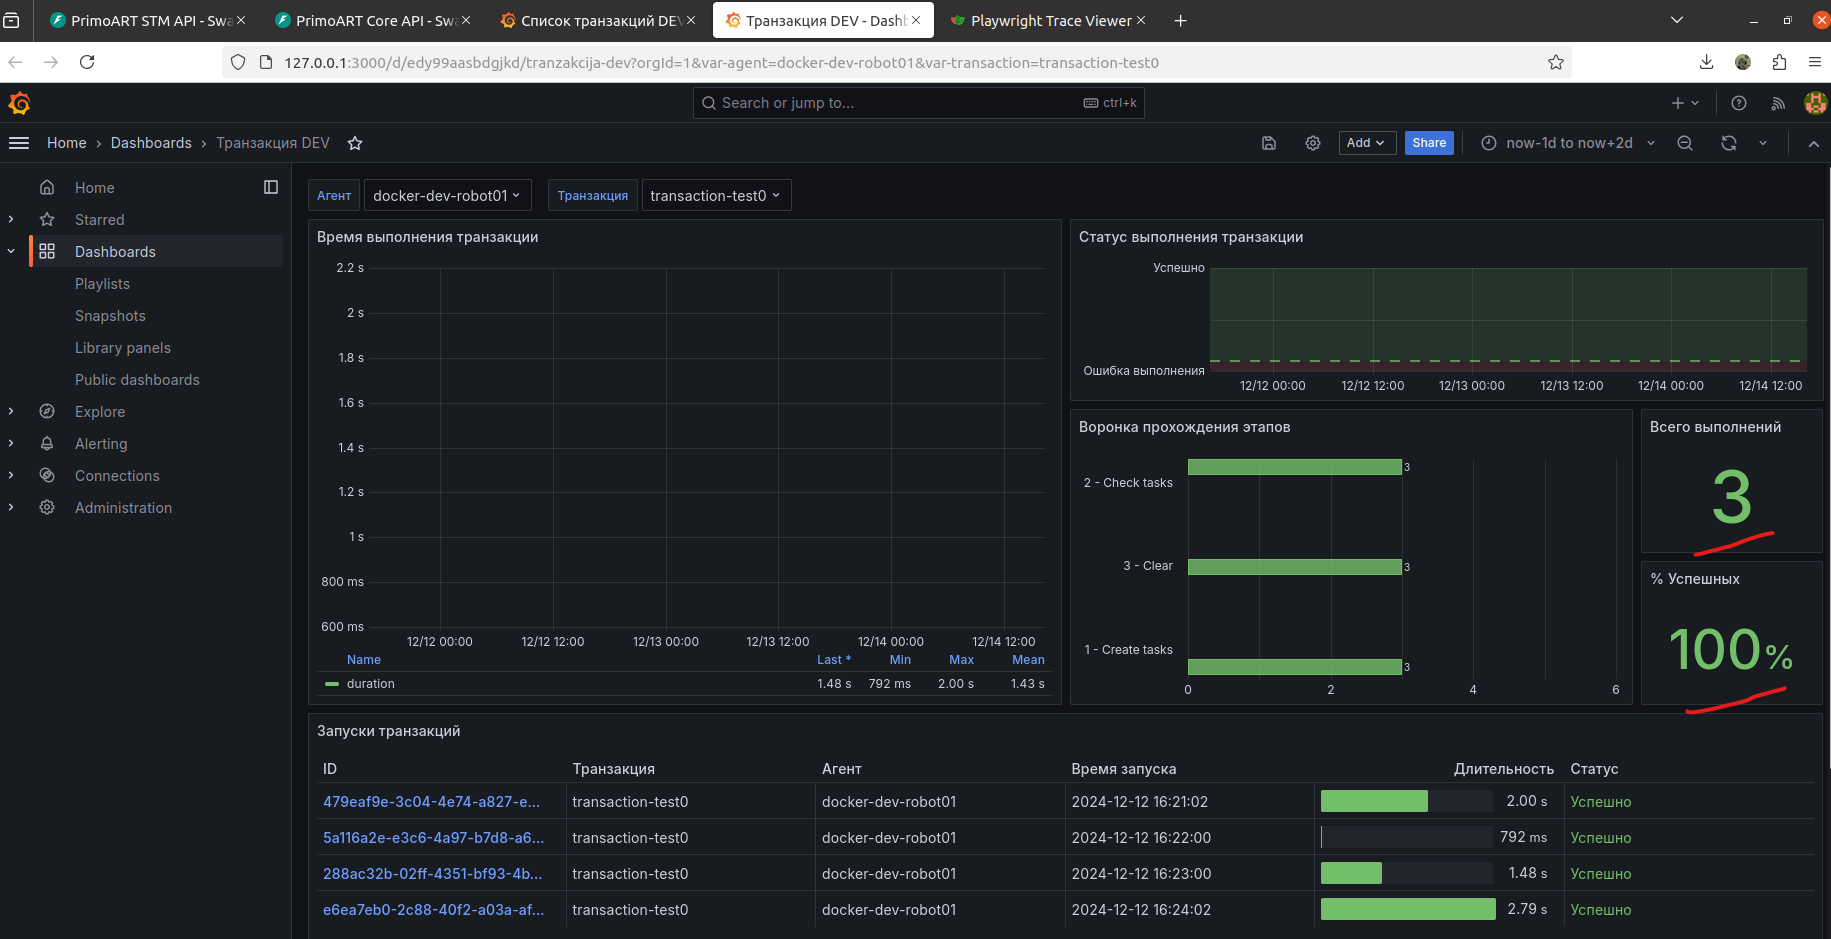 PrimoART STM API - Swa
PrimoART Core API - Sw
Список транзакций DEV
Транзакция DEV - Dashb
Playwright Trace Viewer
127.0.0.1:3000/d/edy99aasbdgjkd/tranzakcija-dev?orgId=1&var-agent=docker-dev-robot01&var-transaction=transaction-test0
Search or jump to...
ctrl+k
Home › Dashboards › Транзакция DEV
Add
Share
now-1d to now+2d
Home
Starred
Dashboards
Playlists
Snapshots
Library panels
Public dashboards
Explore
Alerting
Connections
Administration
Агент
docker-dev-robot01
Транзакция
transaction-test0
Время выполнения транзакции
2.2 s
2 s
1.8 s
1.6 s
1.4 s
1.2 s
1 s
800 ms
600 ms
12/12 00:00 12/12 12:00 12/13 00:00 12/13 12:00 12/14 00:00 12/14 12:00
Name Last * Min Max Mean
duration 1.48 s 792 ms 2.00 s 1.43 s
Статус выполнения транзакции
Успешно
Ошибка выполнения
12/12 00:00 12/12 12:00 12/13 00:00 12/13 12:00 12/14 00:00 12/14 12:00
Воронка прохождения этапов
2 - Check tasks 3
3 - Clear 3
1 - Create tasks 3
0 2 4 6
Всего выполнений
3
% Успешных
100%
Запуски транзакций
ID Транзакция Агент Время запуска Длительность Статус
479eaf9e-3c04-4e74-a827-e... transaction-test0 docker-dev-robot01 2024-12-12 16:21:02 2.00 s Успешно
5a116a2e-e3c6-4a97-b7d8-a6... transaction-test0 docker-dev-robot01 2024-12-12 16:22:00 792 ms Успешно
288ac32b-02ff-4351-bf93-4b... transaction-test0 docker-dev-robot01 2024-12-12 16:23:00 1.48 s Успешно
e6ea7eb0-2c88-40f2-a03a-af... transaction-test0 docker-dev-robot01 2024-12-12 16:24:02 2.79 s Успешно